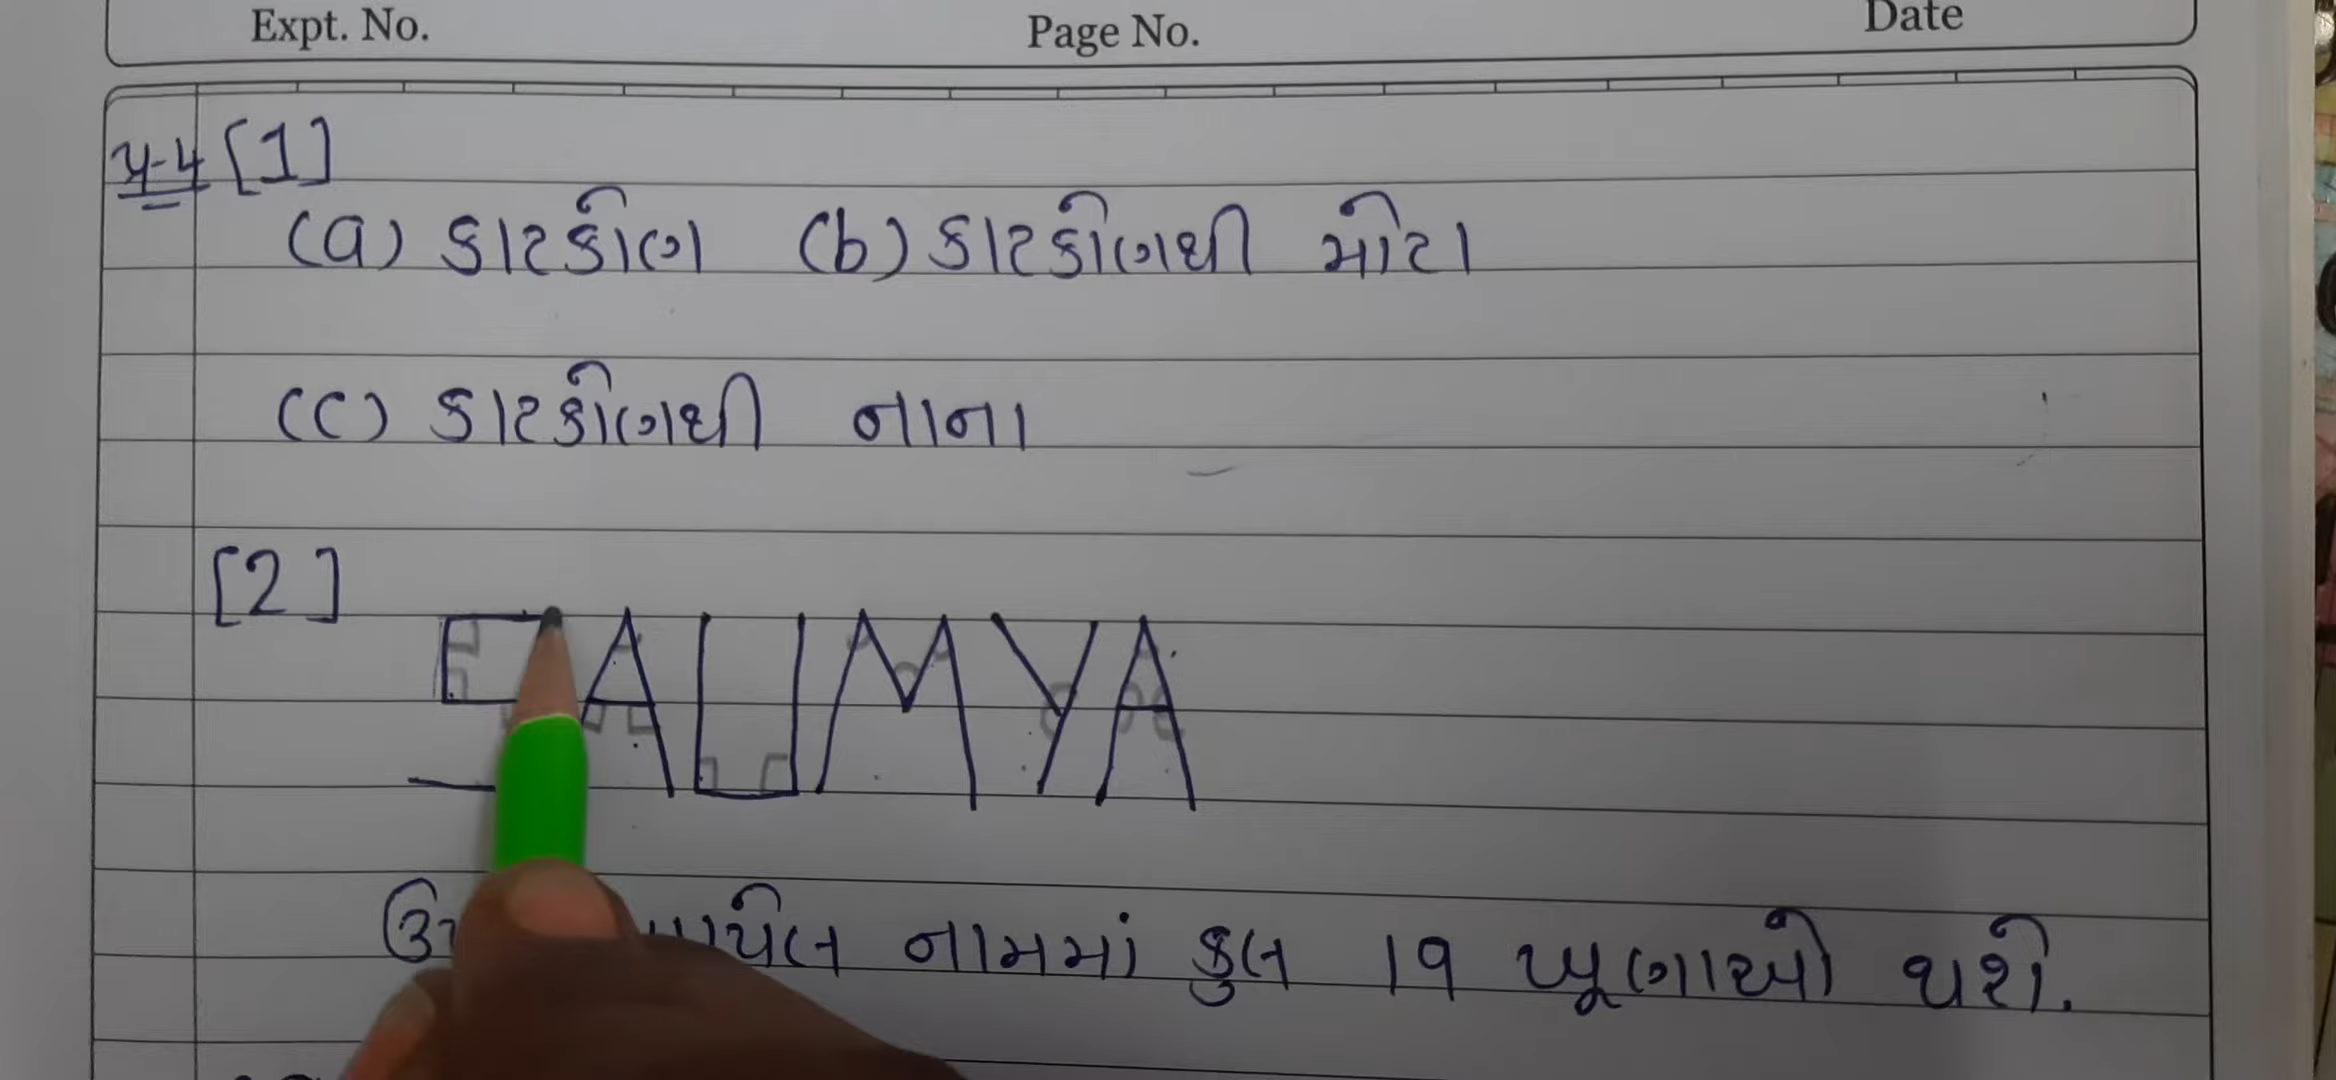 Expt. No. Page No. Date
પ્ર-4 [1]
(a) કાટકોણ (b) કાટકોણથી મોટા
(c) કાટકોણથી નાના
[2]
AUMYA
નામમાં કુલ 19 ખૂણાઓ થશે.